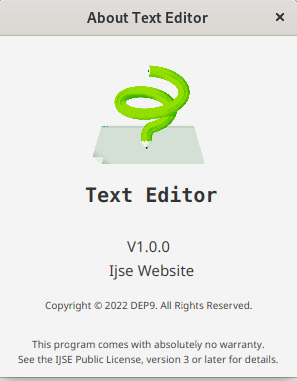 About Text Editor
Text Editor
V1.0.0
Ijse Website
Copyright © 2022 DEP9. All Rights Reserved.
This program comes with absolutely no warranty.
See the IJSE Public License, version 3 or later for details.